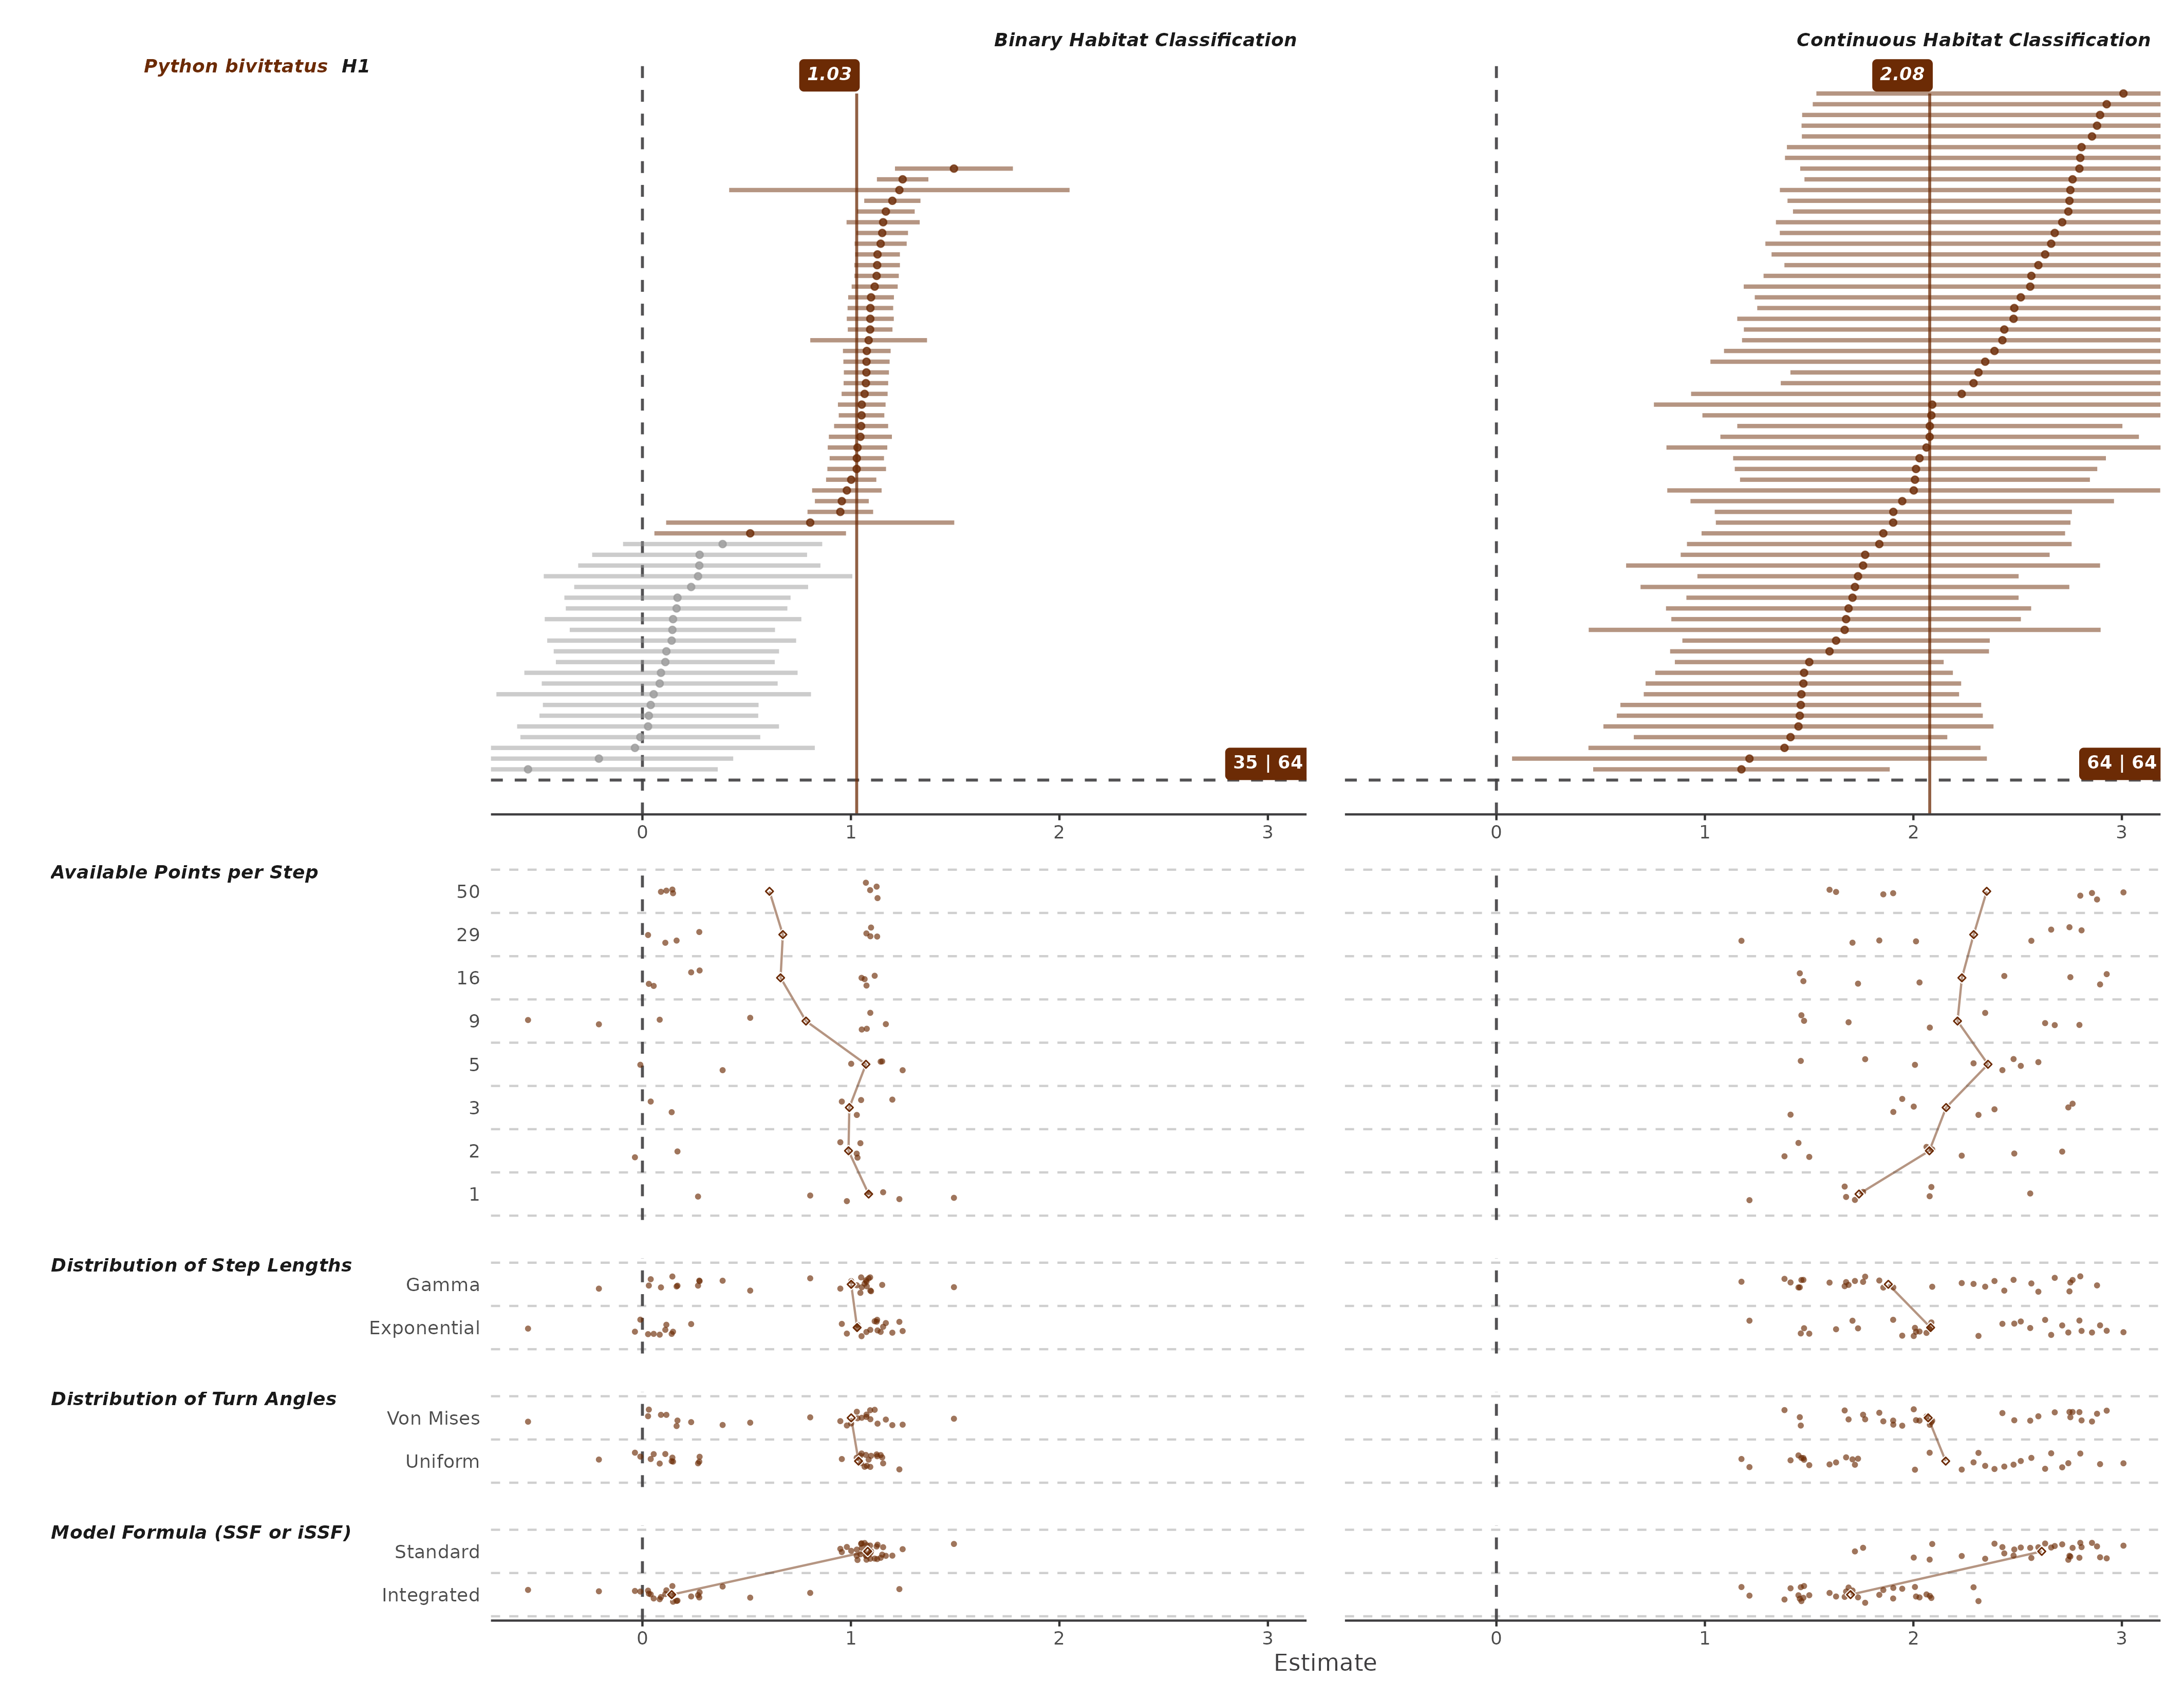 Binary Habitat Classification
Continuous Habitat Classification
Python bivittatus H1
1.03
2.08
35 | 64
64 | 64
0 1 2 3
0 1 2 3
Available Points per Step
50
29
16
9
5
3
2
1
Distribution of Step Lengths
Gamma
Exponential
Distribution of Turn Angles
Von Mises
Uniform
Model Formula (SSF or iSSF)
Standard
Integrated
0 1 2 3
0 1 2 3
Estimate